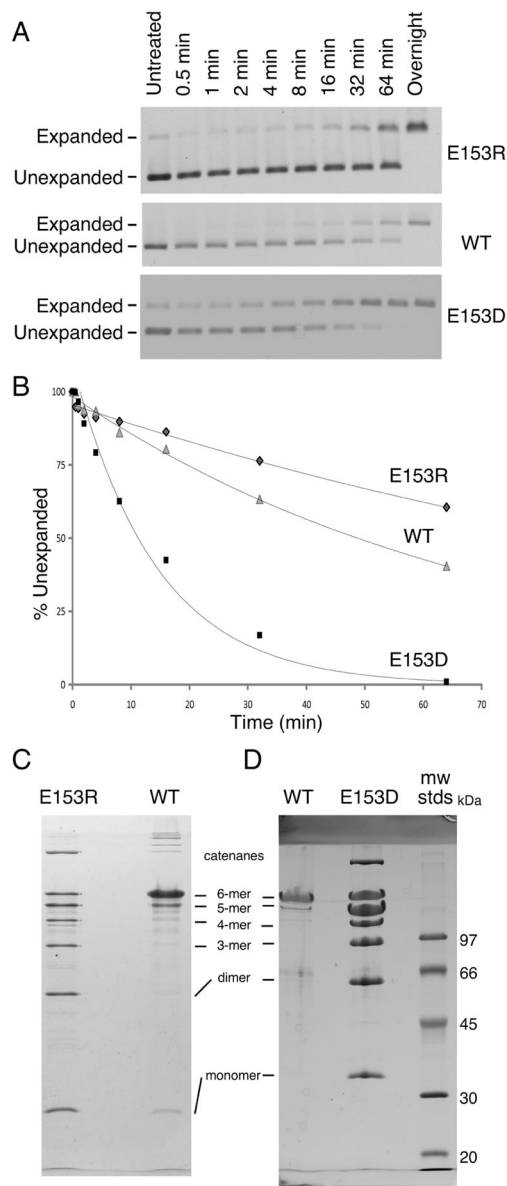 A
Untreated
0.5 min
1 min
2 min
4 min
8 min
16 min
32 min
64 min
Overnight
Expanded
Unexpanded
E153R
Expanded
Unexpanded
WT
Expanded
Unexpanded
E153D
B
100
75
50
25
0
% Unexpanded
E153R
WT
E153D
0 10 20 30 40 50 60 70
Time (min)
C
E153R WT
D
WT E153D mw stds kDa
catenanes
6-mer
5-mer
4-mer
3-mer
dimer
monomer
97
66
45
30
20